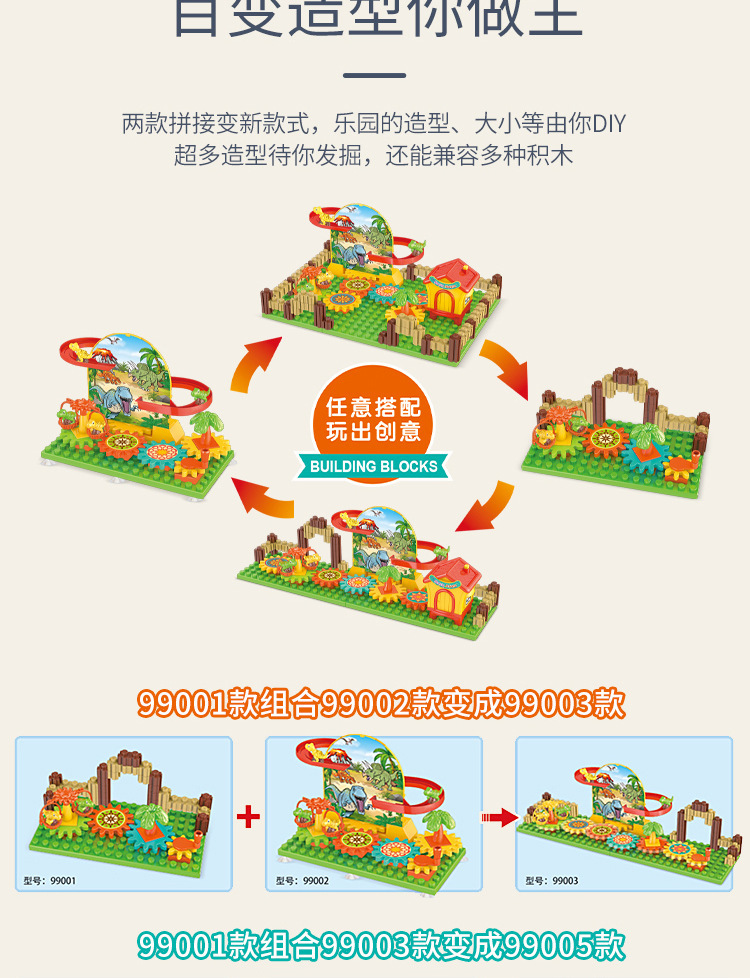 百变造型你做主
两款拼接变新款式，乐园的造型、大小等由你DIY
超多造型待你发掘，还能兼容多种积木
任意搭配
玩出创意
BUILDING BLOCKS
99001款组合99002款变成99003款
型号：99001
型号：99002
型号：99003
99001款组合99003款变成99005款